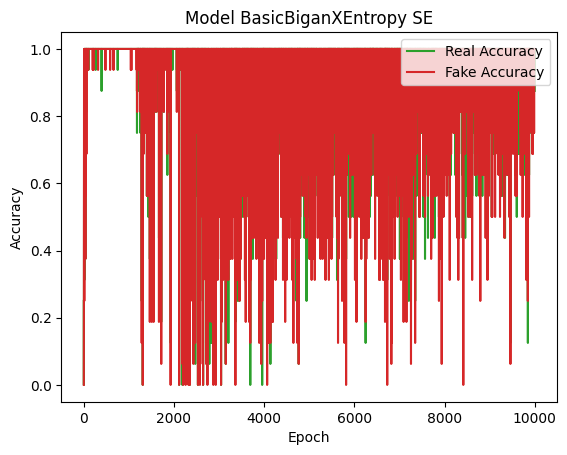 Model BasicBiganXEntropy SE
Real Accuracy
Fake Accuracy
Accuracy
1.0
0.8
0.6
0.4
0.2
0.0
0
2000
4000
6000
8000
10000
Epoch